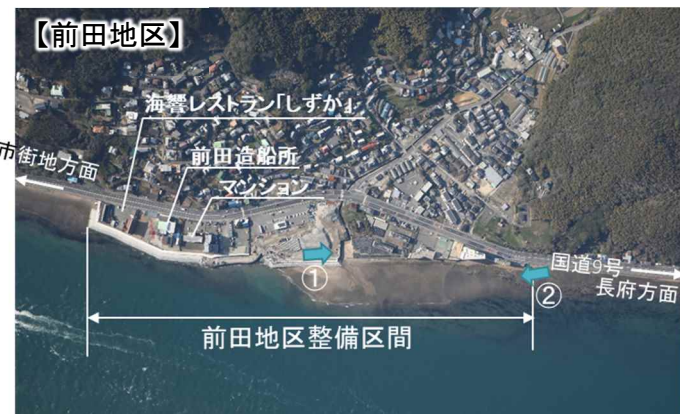 【前田地区】
海響レストラン「しずか」
市街地方面
前田造船所
マンション
①
国道9号
②
長府方面
前田地区整備区間